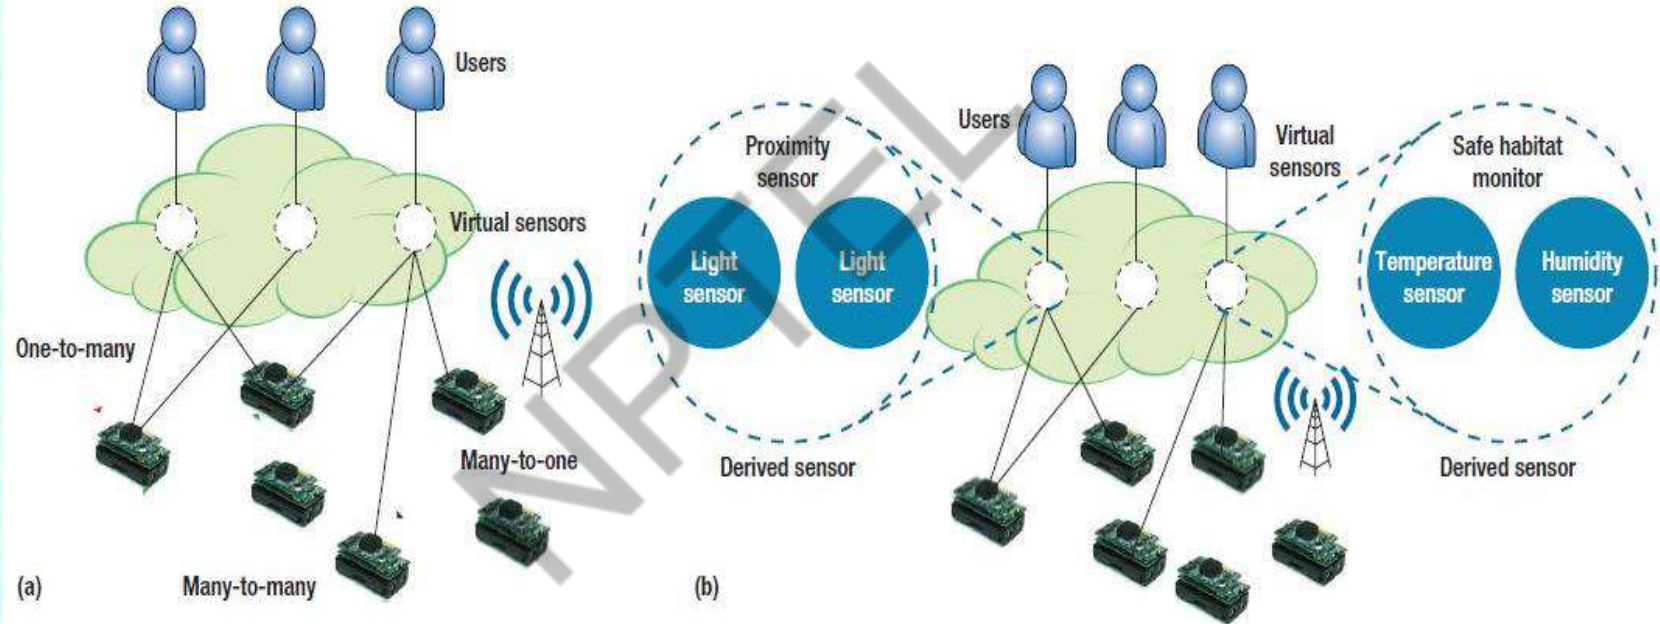 Users
Virtual sensors
One-to-many
Many-to-one
Many-to-many
(a)
Proximity
sensor
Light
sensor
Light
sensor
Derived sensor
Users
Virtual
sensors
Safe habitat
monitor
Temperature
sensor
Humidity
sensor
Derived sensor
(b)
NPTEL